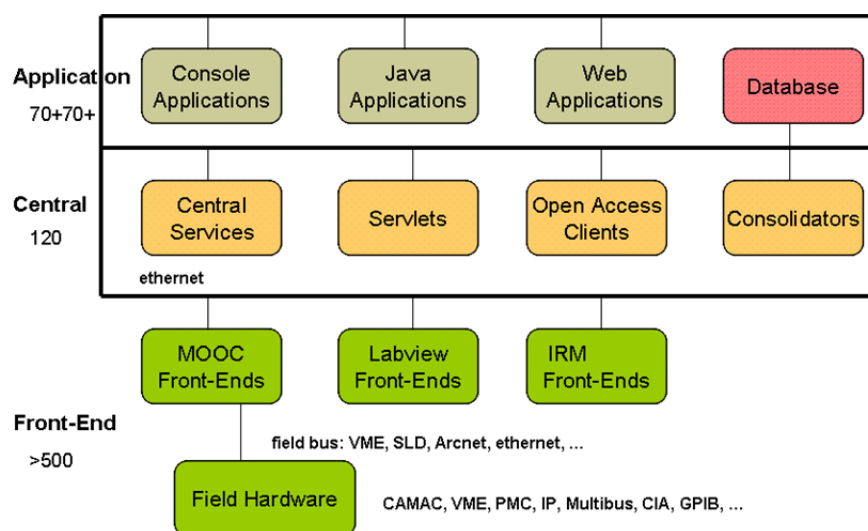 Application
70+70+
Console
Applications
Java
Applications
Web
Applications
Database
Central
120
Central
Services
Servlets
Open Access
Clients
Consolidators
ethernet
MOOC
Front-Ends
Labview
Front-Ends
IRM
Front-Ends
Front-End
>500
field bus: VME, SLD, Arcnet, ethernet, ...
Field Hardware
CAMAC, VME, PMC, IP, Multibus, CIA, GPIB, ...